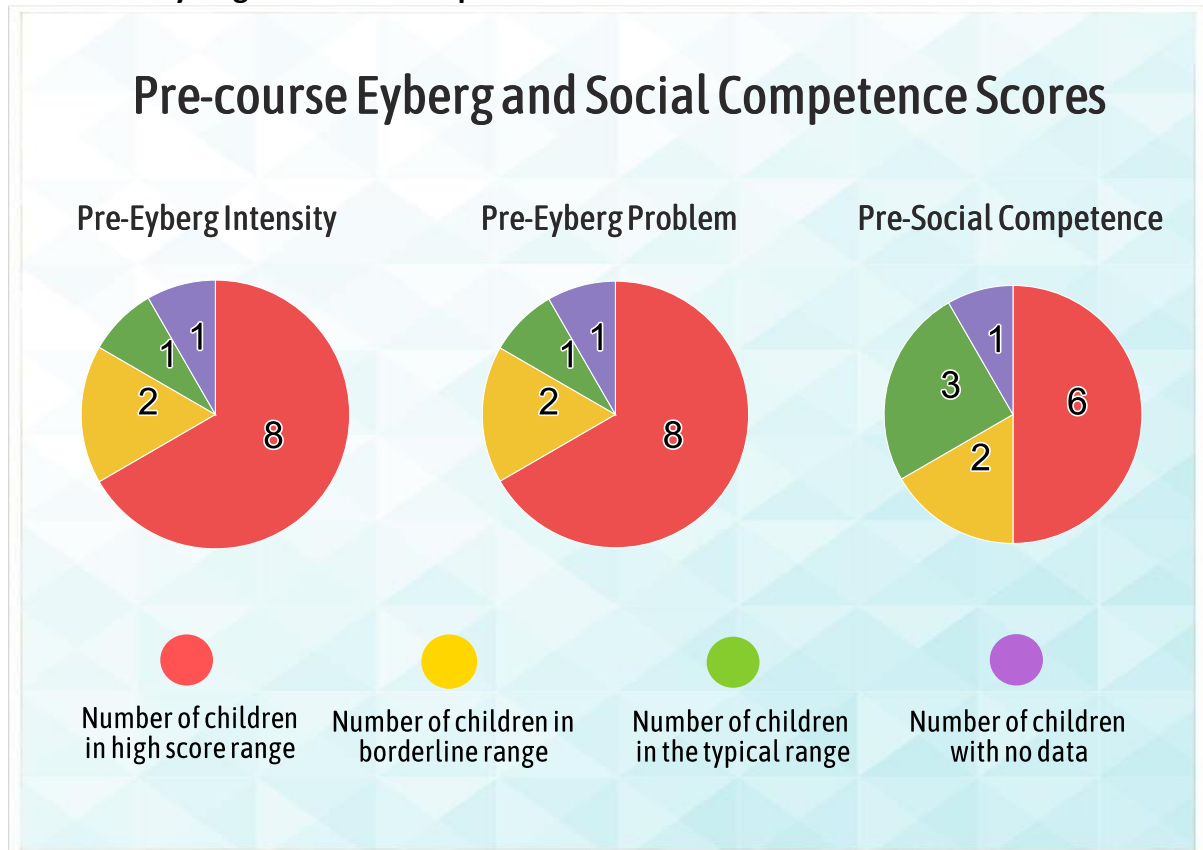 Pre-course Eyberg and Social Competence Scores
Pre-Eyberg Intensity
Pre-Eyberg Problem
Pre-Social Competence
1
1
2
8
1
1
2
8
1
3
6
2
Number of children
in high score range
Number of children in
borderline range
Number of children
in the typical range
Number of children
with no data